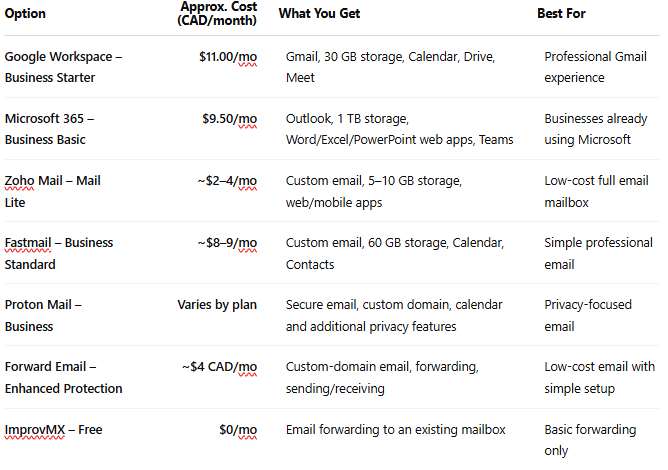 Option Approx. Cost (CAD/month) What You Get Best For
Google Workspace – Business Starter $11.00/mo Gmail, 30 GB storage, Calendar, Drive, Meet Professional Gmail experience
Microsoft 365 – Business Basic $9.50/mo Outlook, 1 TB storage, Word/Excel/PowerPoint web apps, Teams Businesses already using Microsoft
Zoho Mail – Mail Lite ~$2–4/mo Custom email, 5–10 GB storage, web/mobile apps Low-cost full email mailbox
Fastmail – Business Standard ~$8–9/mo Custom email, 60 GB storage, Calendar, Contacts Simple professional email
Proton Mail – Business Varies by plan Secure email, custom domain, calendar and additional privacy features Privacy-focused email
Forward Email – Enhanced Protection ~$4 CAD/mo Custom-domain email, forwarding, sending/receiving Low-cost email with simple setup
ImprovMX – Free $0/mo Email forwarding to an existing mailbox Basic forwarding only